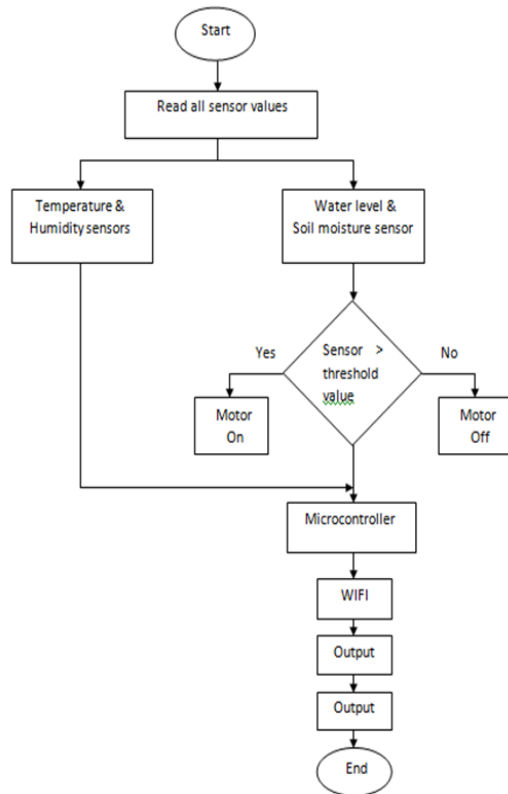 Start
Read all sensor values
Temperature &
Humidity sensors
Water level &
Soil moisture sensor
Yes
Sensor >
threshold
value
No
Motor
On
Motor
Off
Microcontroller
WIFI
Output
Output
End